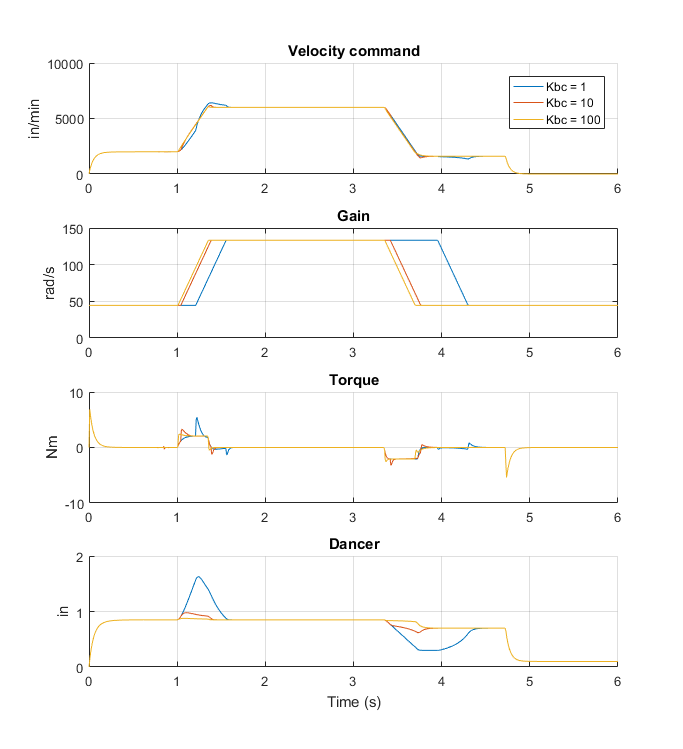 Velocity command
10000
5000
0
in/min
Kbc = 1
Kbc = 10
Kbc = 100
0 1 2 3 4 5 6
Gain
150
100
50
0
rad/s
0 1 2 3 4 5 6
Torque
10
0
-10
Nm
0 1 2 3 4 5 6
Dancer
2
1
0
in
0 1 2 3 4 5 6
Time (s)